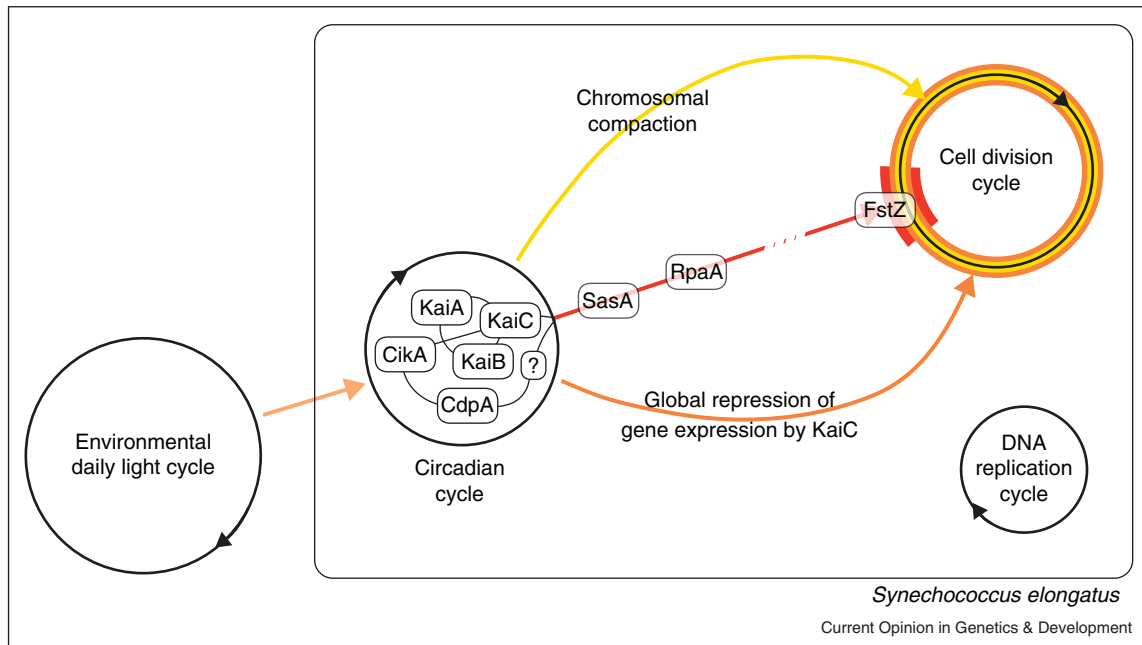 Chromosomal
compaction
Cell division
cycle
FstZ
RpaA
SasA
KaiA
KaiC
CikA
KaiB
?
CdpA
Environmental
daily light cycle
Circadian
cycle
Global repression of
gene expression by KaiC
DNA
replication
cycle
Synechococcus elongatus
Current Opinion in Genetics & Development